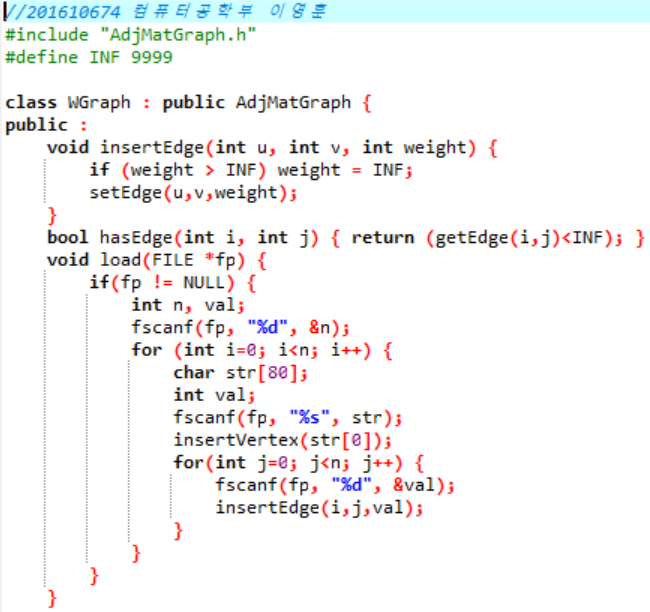 //201610674 컴퓨터공학부 이영훈
#include "AdjMatGraph.h"
#define INF 9999

class WGraph : public AdjMatGraph {
public :
    void insertEdge(int u, int v, int weight) {
        if (weight > INF) weight = INF;
        setEdge(u,v,weight);
    }
    bool hasEdge(int i, int j) { return (getEdge(i,j)<INF); }
    void load(FILE *fp) {
        if(fp != NULL) {
            int n, val;
            fscanf(fp, "%d", &n);
            for (int i=0; i<n; i++) {
                char str[80];
                int val;
                fscanf(fp, "%s", str);
                insertVertex(str[0]);
                for(int j=0; j<n; j++) {
                    fscanf(fp, "%d", &val);
                    insertEdge(i,j,val);
                }
            }
        }
    }